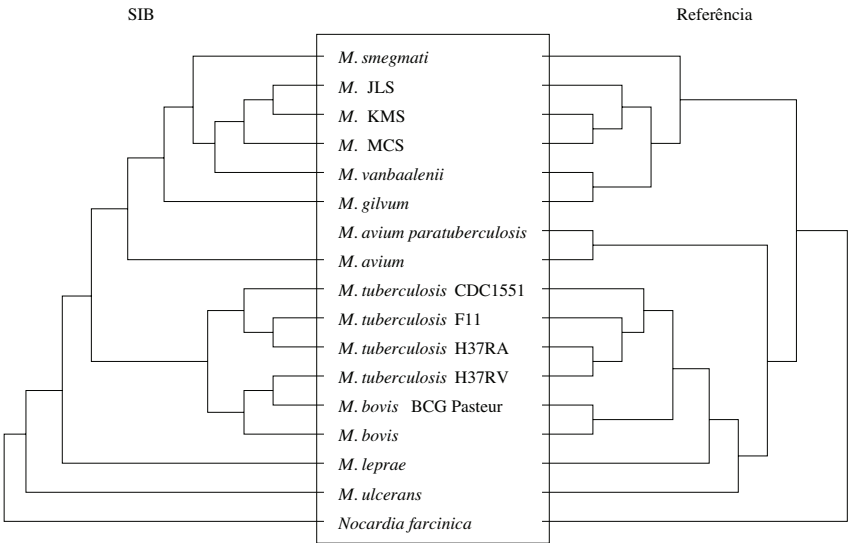 SIB
Referência
M. smegmati
M. JLS
M. KMS
M. MCS
M. vanbaalenii
M. gilvum
M. avium paratuberculosis
M. avium
M. tuberculosis CDC1551
M. tuberculosis F11
M. tuberculosis H37RA
M. tuberculosis H37RV
M. bovis BCG Pasteur
M. bovis
M. leprae
M. ulcerans
Nocardia farcinica